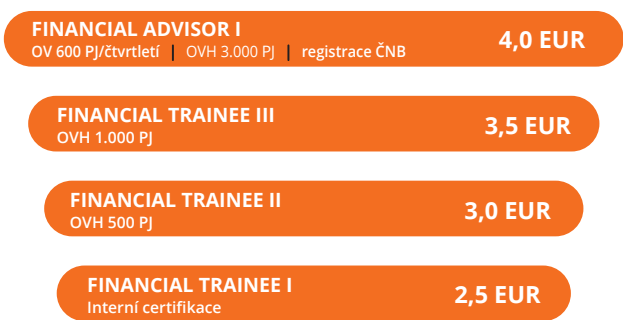 FINANCIAL ADVISOR I
OV 600 PJ/čtvrtletí | OVH 3.000 PJ | registrace ČNB
4,0 EUR
FINANCIAL TRAINEE III
OVH 1.000 PJ
3,5 EUR
FINANCIAL TRAINEE II
OVH 500 PJ
3,0 EUR
FINANCIAL TRAINEE I
Interní certifikace
2,5 EUR